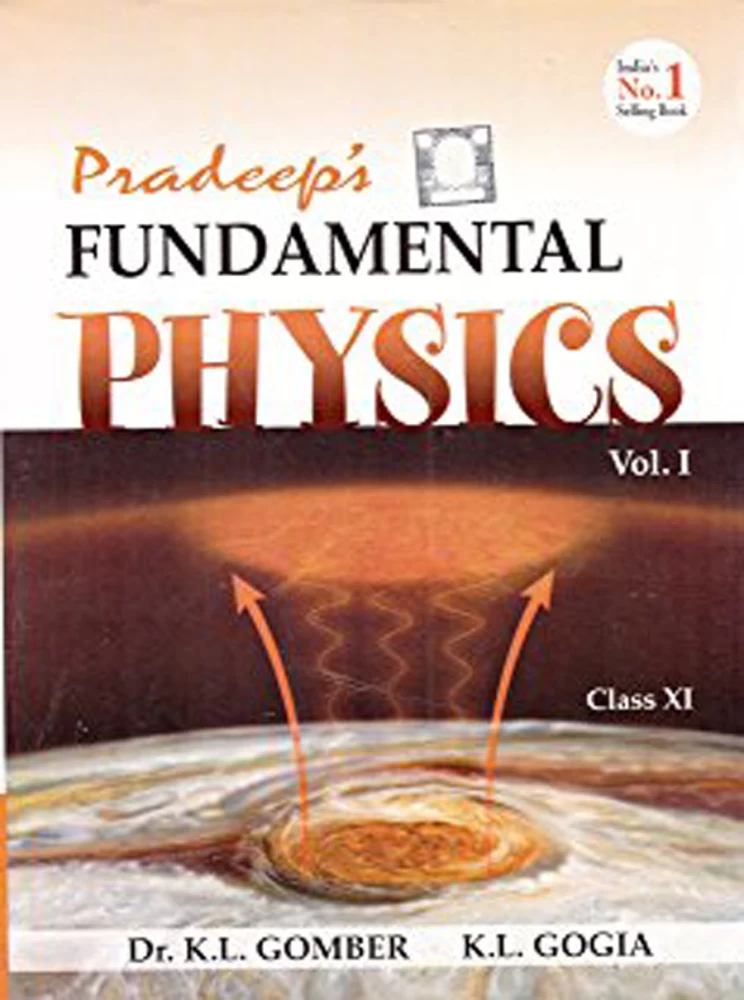 India's
No. 1
Selling Book
Pradeep's
FUNDAMENTAL
PHYSICS
Vol. I
Class XI
Dr. K.L. GOMBER K.L. GOGIA